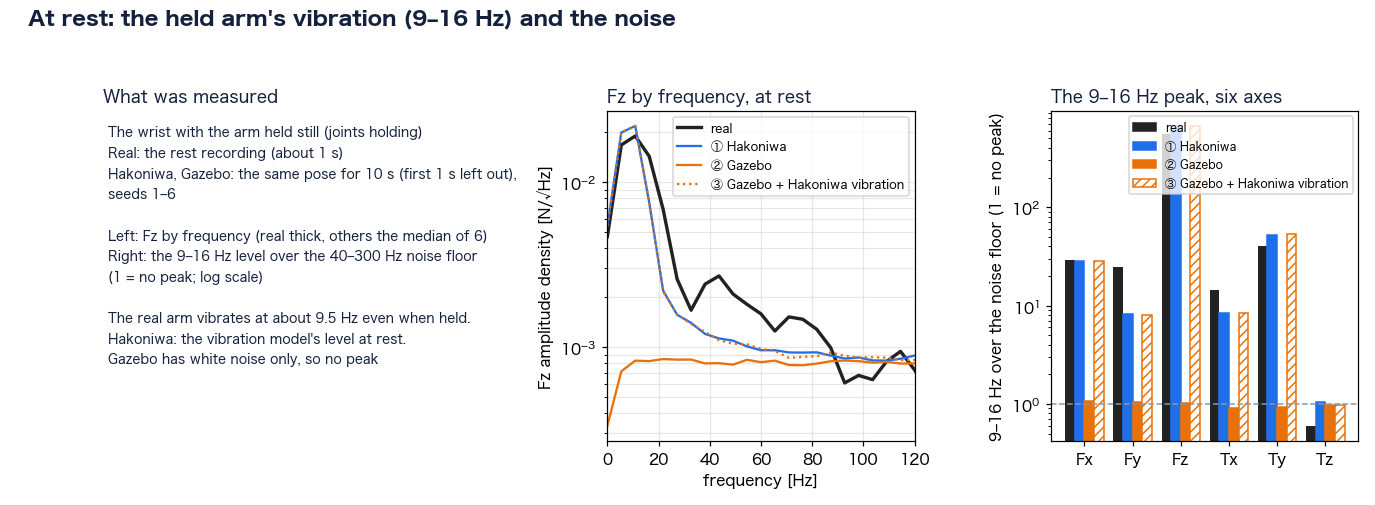 At rest: the held arm's vibration (9–16 Hz) and the noise
What was measured
The wrist with the arm held still (joints holding)
Real: the rest recording (about 1 s)
Hakoniwa, Gazebo: the same pose for 10 s (first 1 s left out),
seeds 1–6
Left: Fz by frequency (real thick, others the median of 6)
Right: the 9–16 Hz level over the 40–300 Hz noise floor
(1 = no peak; log scale)
The real arm vibrates at about 9.5 Hz even when held.
Hakoniwa: the vibration model's level at rest.
Gazebo has white noise only, so no peak
Fz by frequency, at rest
Fz amplitude density [N/√Hz]
10⁻²
10⁻³
real
① Hakoniwa
② Gazebo
③ Gazebo + Hakoniwa vibration
0 20 40 60 80 100 120
frequency [Hz]
The 9–16 Hz peak, six axes
9–16 Hz over the noise floor (1 = no peak)
10²
10¹
10⁰
real
① Hakoniwa
② Gazebo
③ Gazebo + Hakoniwa vibration
Fx Fy Fz Tx Ty Tz